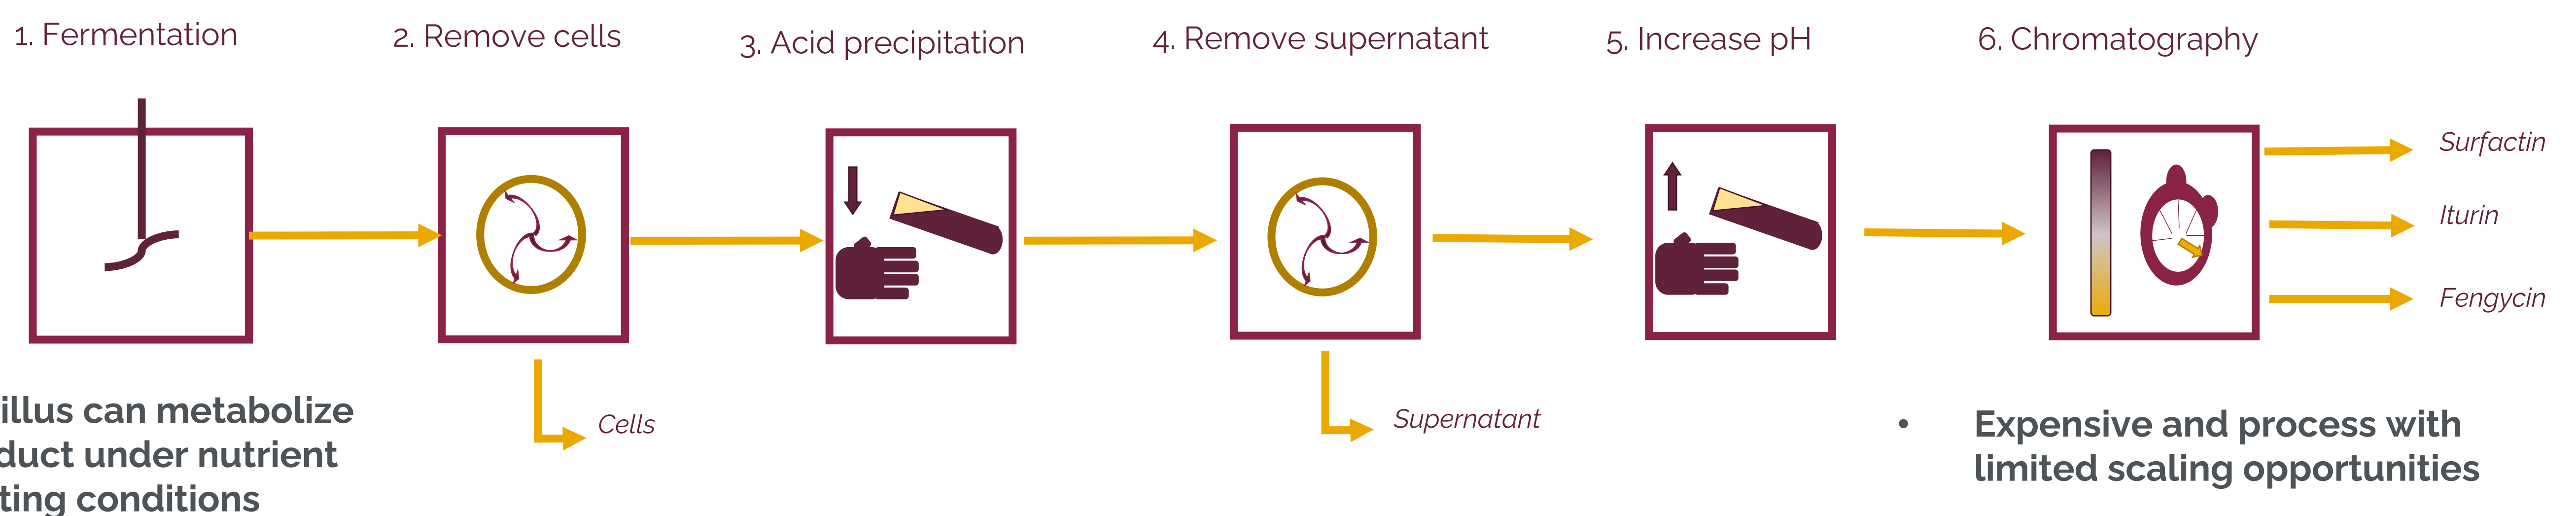 1. Fermentation
2. Remove cells
3. Acid precipitation
4. Remove supernatant
5. Increase pH
6. Chromatography
Surfactin
Iturin
Fengycin
Cells
Supernatant
illus can metabolize
duct under nutrient
ting conditions
• Expensive and process with
limited scaling opportunities